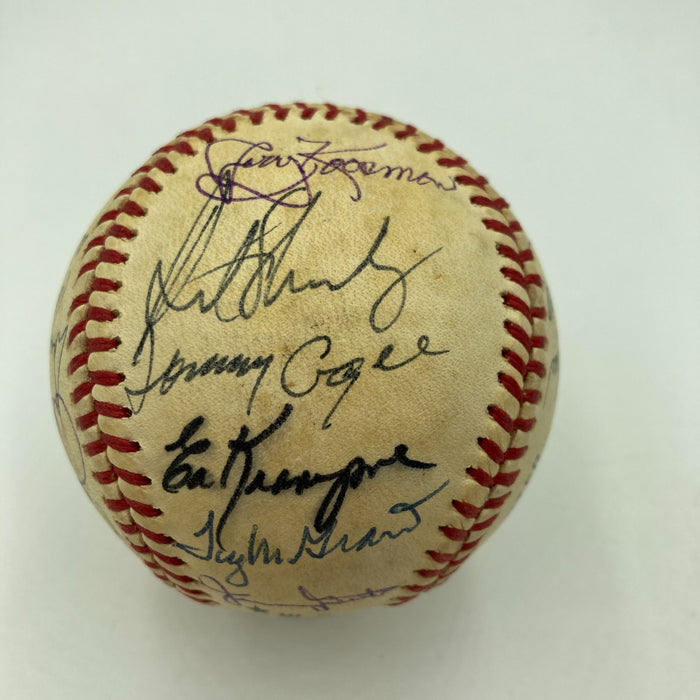 Jerry Koosman
Art Shamsky
Tommy Agee
Ed Kranepool
Tug McGraw